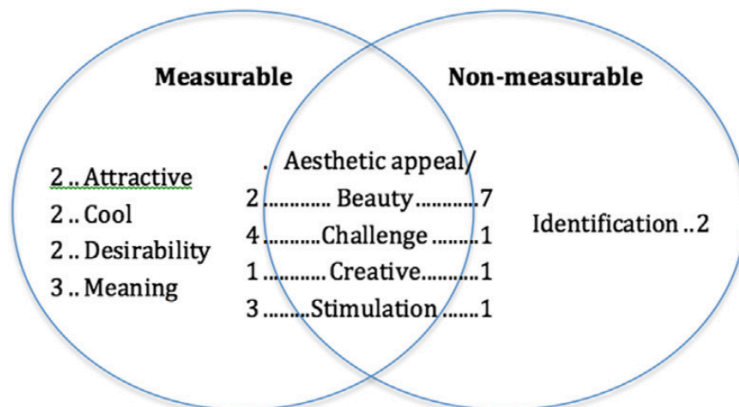 Measurable
Non-measurable
2 .. Attractive
2 .. Cool
2 .. Desirability
3 .. Meaning
. Aesthetic appeal/
2 ............ Beauty ...........7
4 ..........Challenge .........1
1 ........... Creative...........1
3 .........Stimulation .......1
Identification ..2